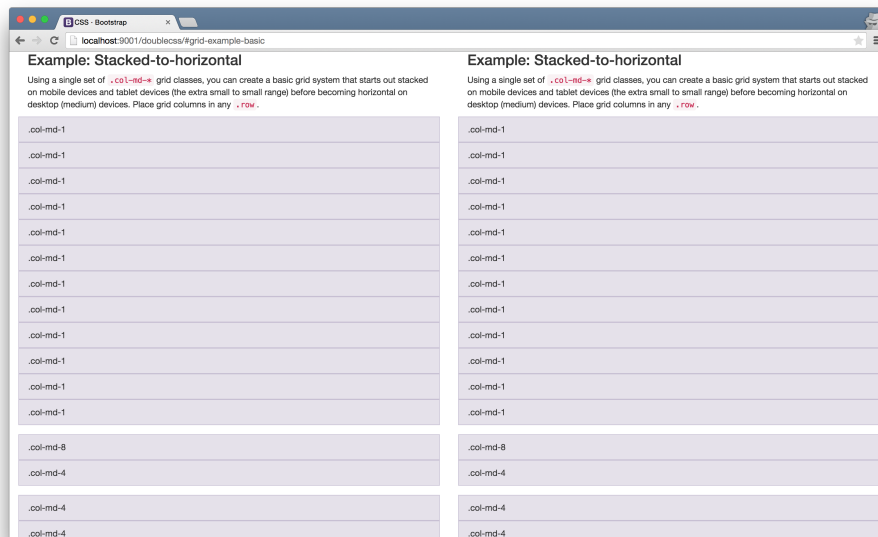 CSS · Bootstrap
localhost:9001/doublecss/#grid-example-basic
Example: Stacked-to-horizontal
Using a single set of .col-md-* grid classes, you can create a basic grid system that starts out stacked
on mobile devices and tablet devices (the extra small to small range) before becoming horizontal on
desktop (medium) devices. Place grid columns in any .row.
.col-md-1
.col-md-1
.col-md-1
.col-md-1
.col-md-1
.col-md-1
.col-md-1
.col-md-1
.col-md-1
.col-md-1
.col-md-1
.col-md-1
.col-md-8
.col-md-4
.col-md-4
.col-md-4
Example: Stacked-to-horizontal
Using a single set of .col-md-* grid classes, you can create a basic grid system that starts out stacked
on mobile devices and tablet devices (the extra small to small range) before becoming horizontal on
desktop (medium) devices. Place grid columns in any .row.
.col-md-1
.col-md-1
.col-md-1
.col-md-1
.col-md-1
.col-md-1
.col-md-1
.col-md-1
.col-md-1
.col-md-1
.col-md-1
.col-md-1
.col-md-8
.col-md-4
.col-md-4
.col-md-4